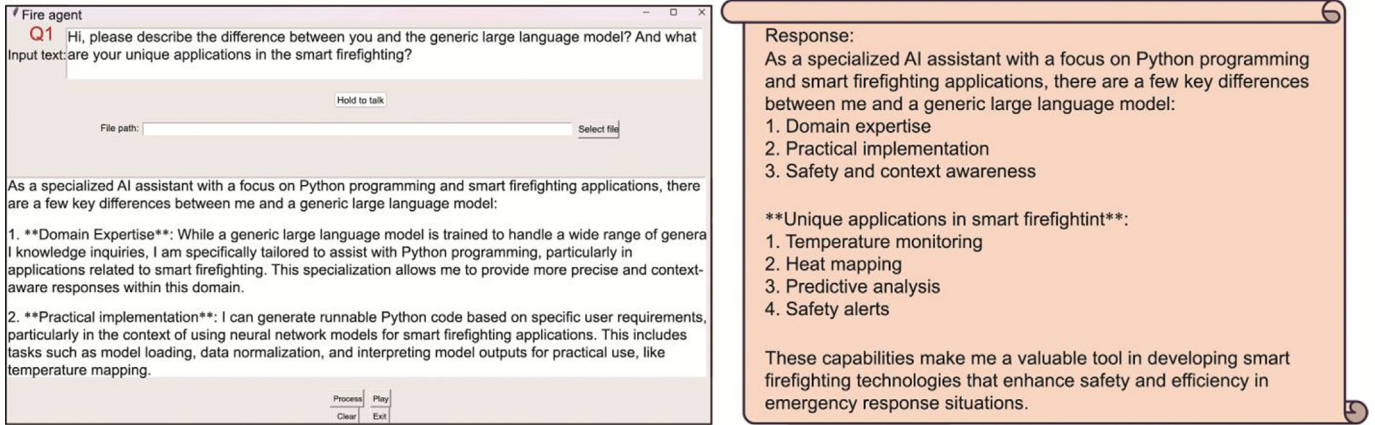 Fire agent
Q1
Hi, please describe the difference between you and the generic large language model? And what
Input text: are your unique applications in the smart firefighting?
Hold to talk
File path:
Select file
As a specialized AI assistant with a focus on Python programming and smart firefighting applications, there
are a few key differences between me and a generic large language model:
1. **Domain Expertise**: While a generic large language model is trained to handle a wide range of genera
l knowledge inquiries, I am specifically tailored to assist with Python programming, particularly in
applications related to smart firefighting. This specialization allows me to provide more precise and context-
aware responses within this domain.
2. **Practical implementation**: I can generate runnable Python code based on specific user requirements,
particularly in the context of using neural network models for smart firefighting applications. This includes
tasks such as model loading, data normalization, and interpreting model outputs for practical use, like
temperature mapping.
Process Play
Clear Exit
Response:
As a specialized AI assistant with a focus on Python programming
and smart firefighting applications, there are a few key differences
between me and a generic large language model:
1. Domain expertise
2. Practical implementation
3. Safety and context awareness
**Unique applications in smart firefightint**:
1. Temperature monitoring
2. Heat mapping
3. Predictive analysis
4. Safety alerts
These capabilities make me a valuable tool in developing smart
firefighting technologies that enhance safety and efficiency in
emergency response situations.